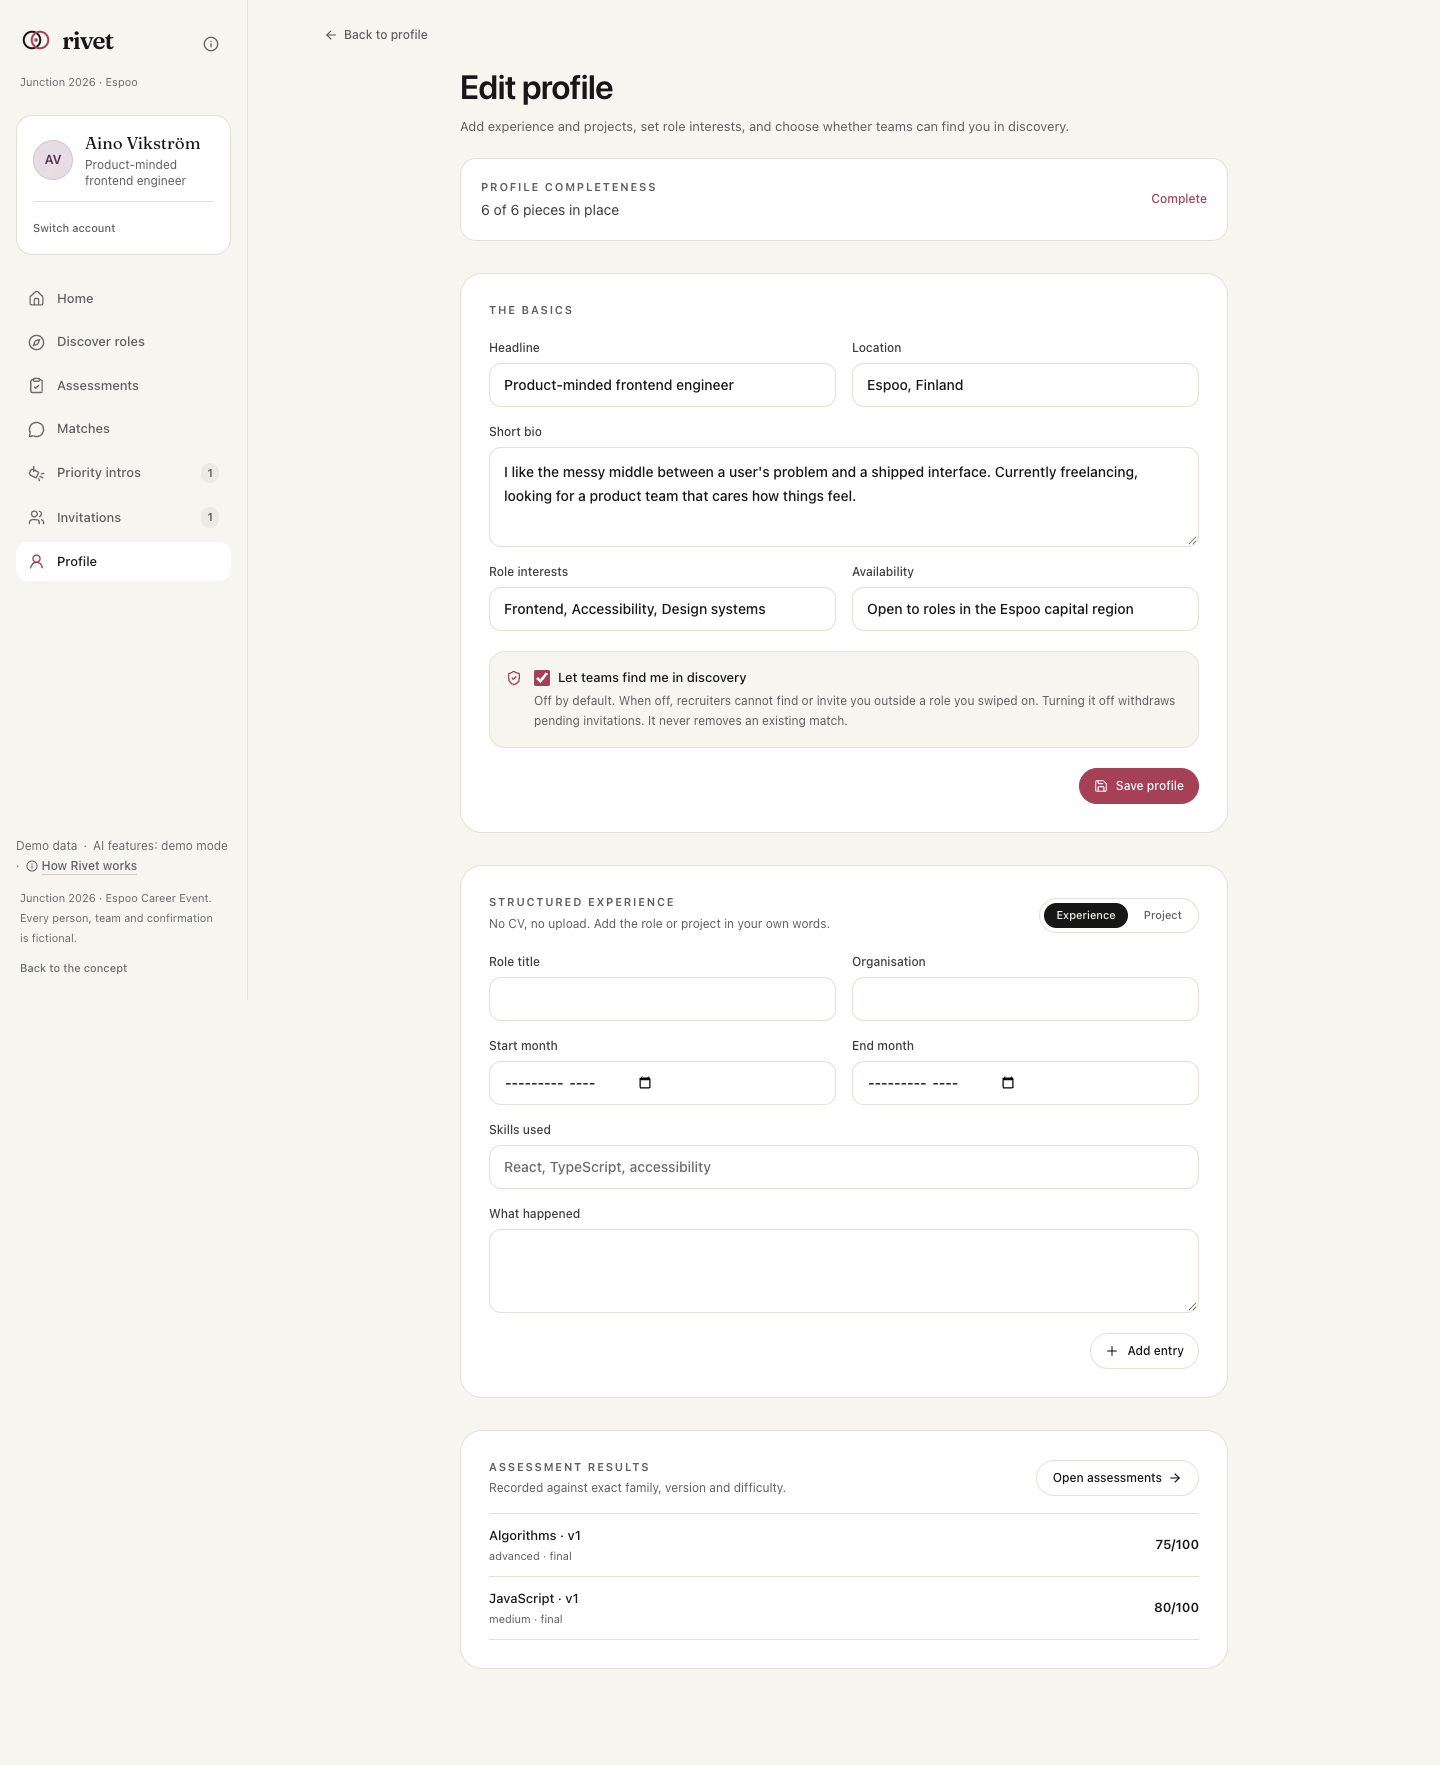 rivet
Junction 2026 · Espoo
AV
Aino Vikström
Product-minded
frontend engineer
Switch account
Home
Discover roles
Assessments
Matches
Priority intros 1
Invitations 1
Profile
Demo data · AI features: demo mode
· How Rivet works
Junction 2026 · Espoo Career Event.
Every person, team and confirmation
is fictional.
Back to the concept
Back to profile
Edit profile
Add experience and projects, set role interests, and choose whether teams can find you in discovery.
PROFILE COMPLETENESS
6 of 6 pieces in place
Complete
THE BASICS
Headline
Location
Product-minded frontend engineer
Espoo, Finland
Short bio
I like the messy middle between a user's problem and a shipped interface. Currently freelancing,
looking for a product team that cares how things feel.
Role interests
Availability
Frontend, Accessibility, Design systems
Open to roles in the Espoo capital region
Let teams find me in discovery
Off by default. When off, recruiters cannot find or invite you outside a role you swiped on. Turning it off withdraws
pending invitations. It never removes an existing match.
Save profile
STRUCTURED EXPERIENCE
No CV, no upload. Add the role or project in your own words.
Experience
Project
Role title
Organisation
Start month
End month
--------- ----
--------- ----
Skills used
React, TypeScript, accessibility
What happened
Add entry
ASSESSMENT RESULTS
Recorded against exact family, version and difficulty.
Open assessments
Algorithms · v1
advanced · final
75/100
JavaScript · v1
medium · final
80/100